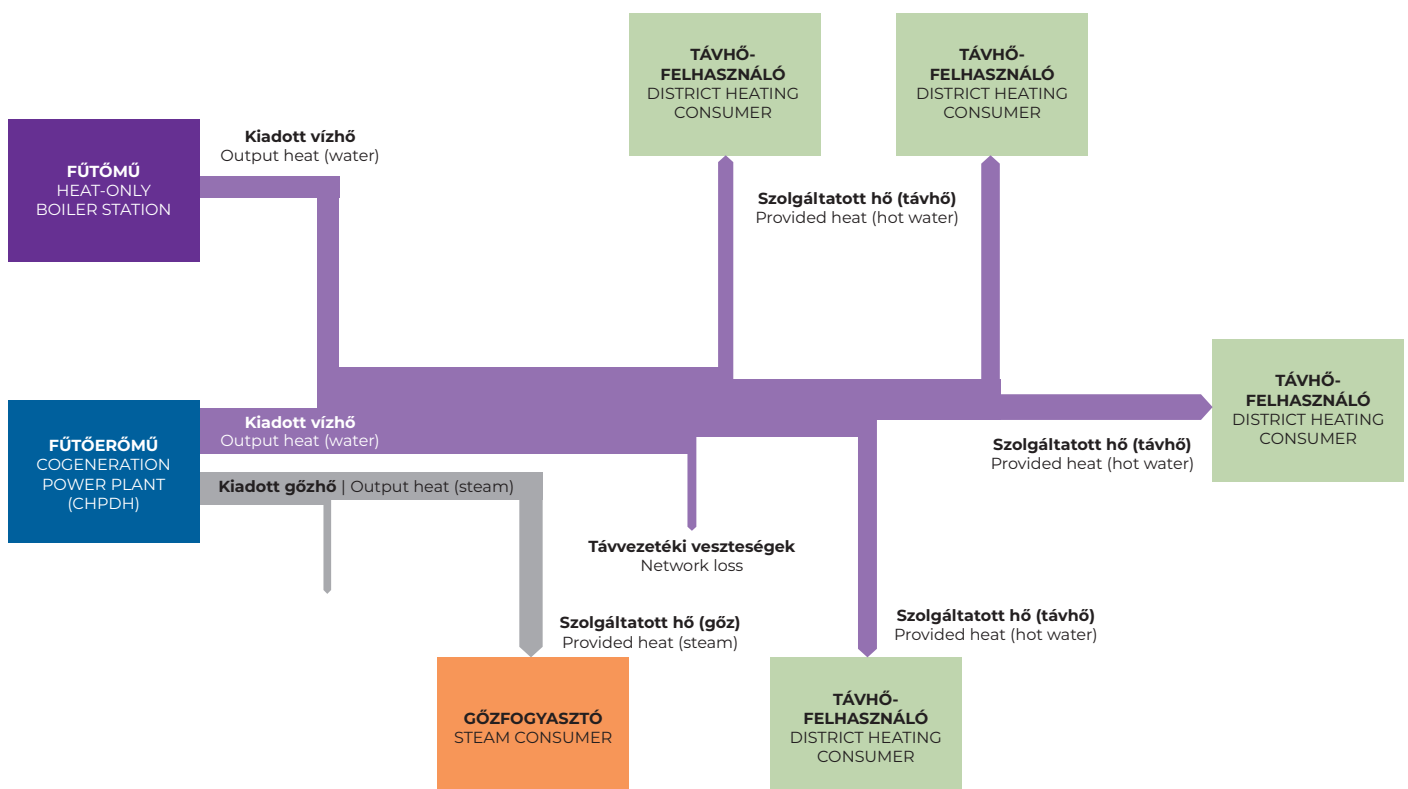 TÁVHŐ-
FELHASZNÁLÓ
DISTRICT HEATING
CONSUMER
TÁVHŐ-
FELHASZNÁLÓ
DISTRICT HEATING
CONSUMER
Kiadott vízhő
Output heat (water)
FŰTŐMŰ
HEAT-ONLY
BOILER STATION
Szolgáltatott hő (távhő)
Provided heat (hot water)
TÁVHŐ-
FELHASZNÁLÓ
DISTRICT HEATING
CONSUMER
Kiadott vízhő
Output heat (water)
FŰTŐERŐMŰ
COGENERATION
POWER PLANT
(CHPDH)
Szolgáltatott hő (távhő)
Provided heat (hot water)
Kiadott gőzhő | Output heat (steam)
Távvezetéki veszteségek
Network loss
Szolgáltatott hő (gőz)
Provided heat (steam)
Szolgáltatott hő (távhő)
Provided heat (hot water)
GŐZFOGYASZTÓ
STEAM CONSUMER
TÁVHŐ-
FELHASZNÁLÓ
DISTRICT HEATING
CONSUMER